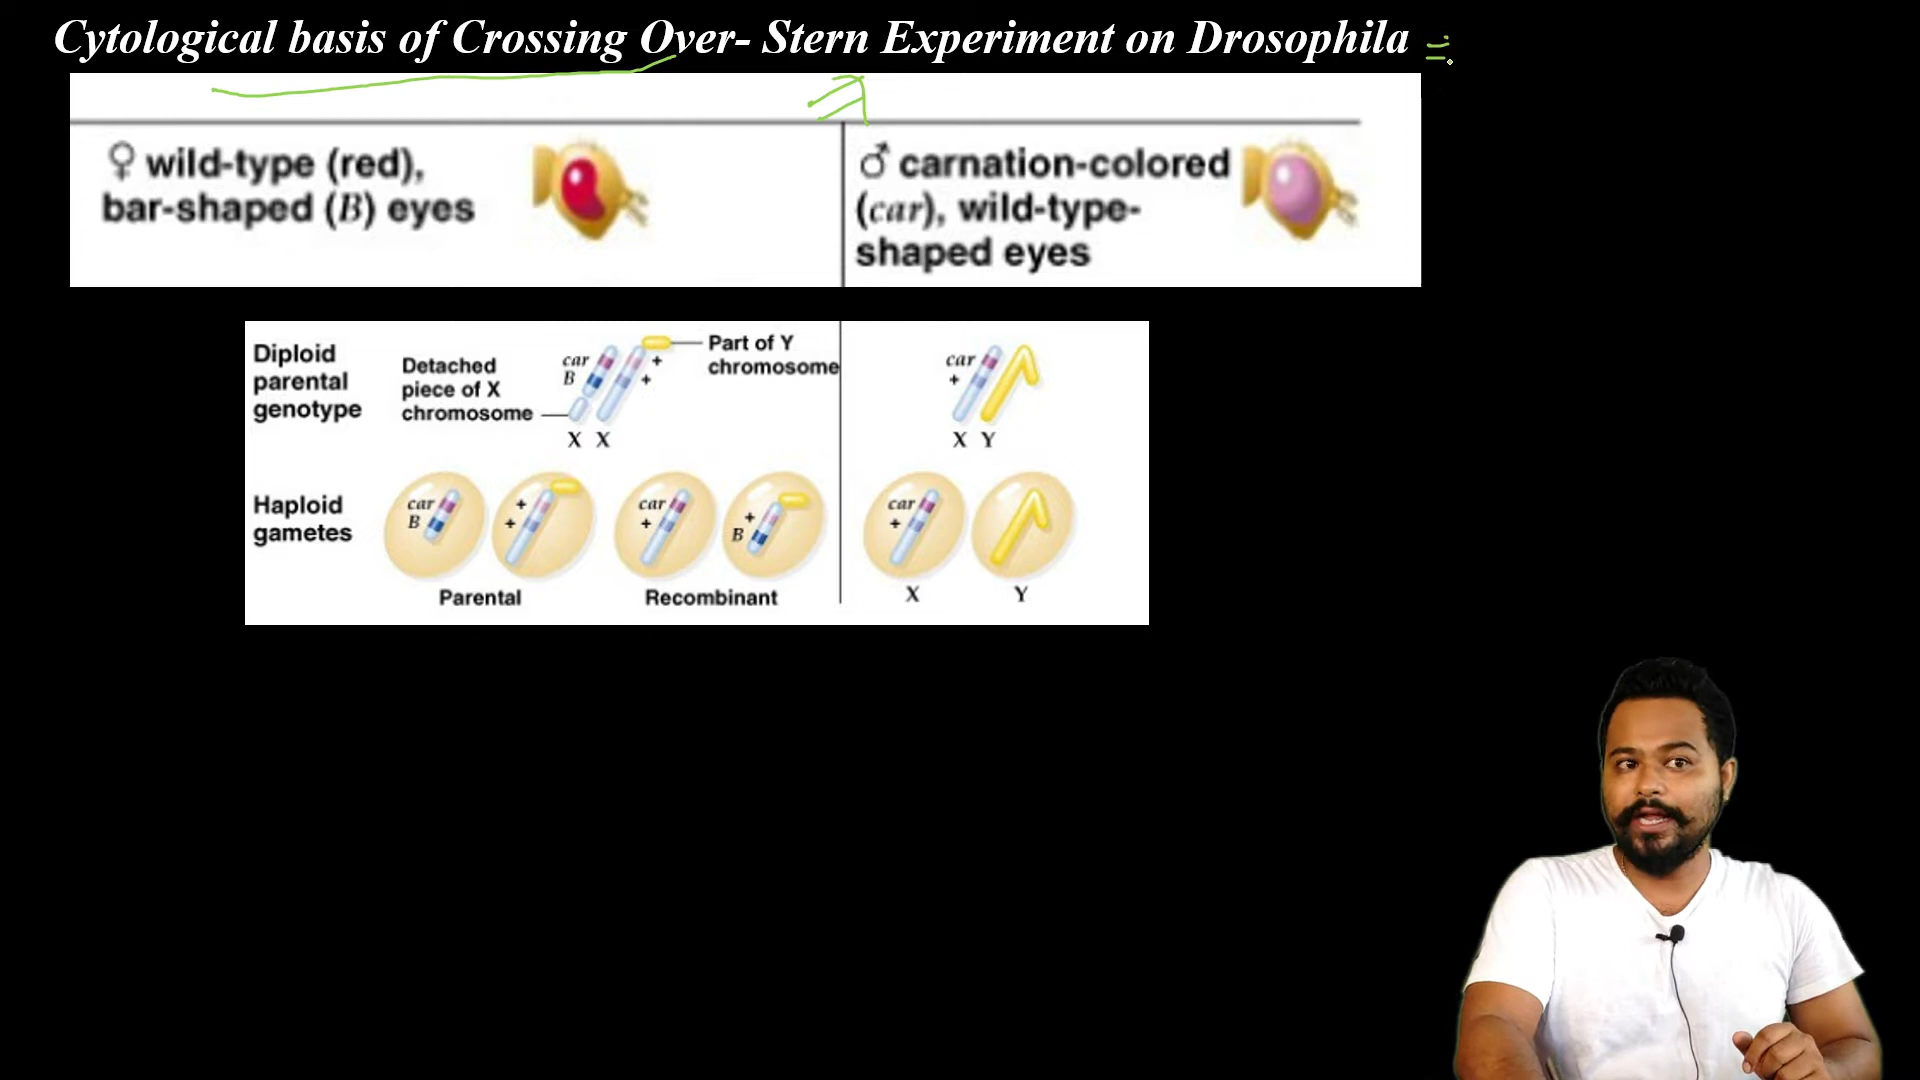 Cytological basis of Crossing Over- Stern Experiment on Drosophila
♀ wild-type (red),
bar-shaped (B) eyes
♂ carnation-colored
(car), wild-type-
shaped eyes
Diploid
parental
genotype
Detached
piece of X
chromosome
car
B
+
+
Part of Y
chromosome
X X
car
+
X Y
Haploid
gametes
car
B
+
+
car
+
+
B
car
+
Parental
Recombinant
X
Y